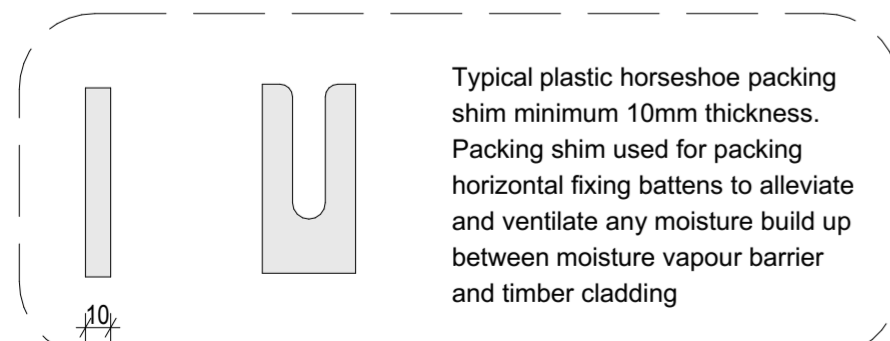 Typical plastic horseshoe packing
shim minimum 10mm thickness.
Packing shim used for packing
horizontal fixing battens to alleviate
and ventilate any moisture build up
between moisture vapour barrier
and timber cladding
10